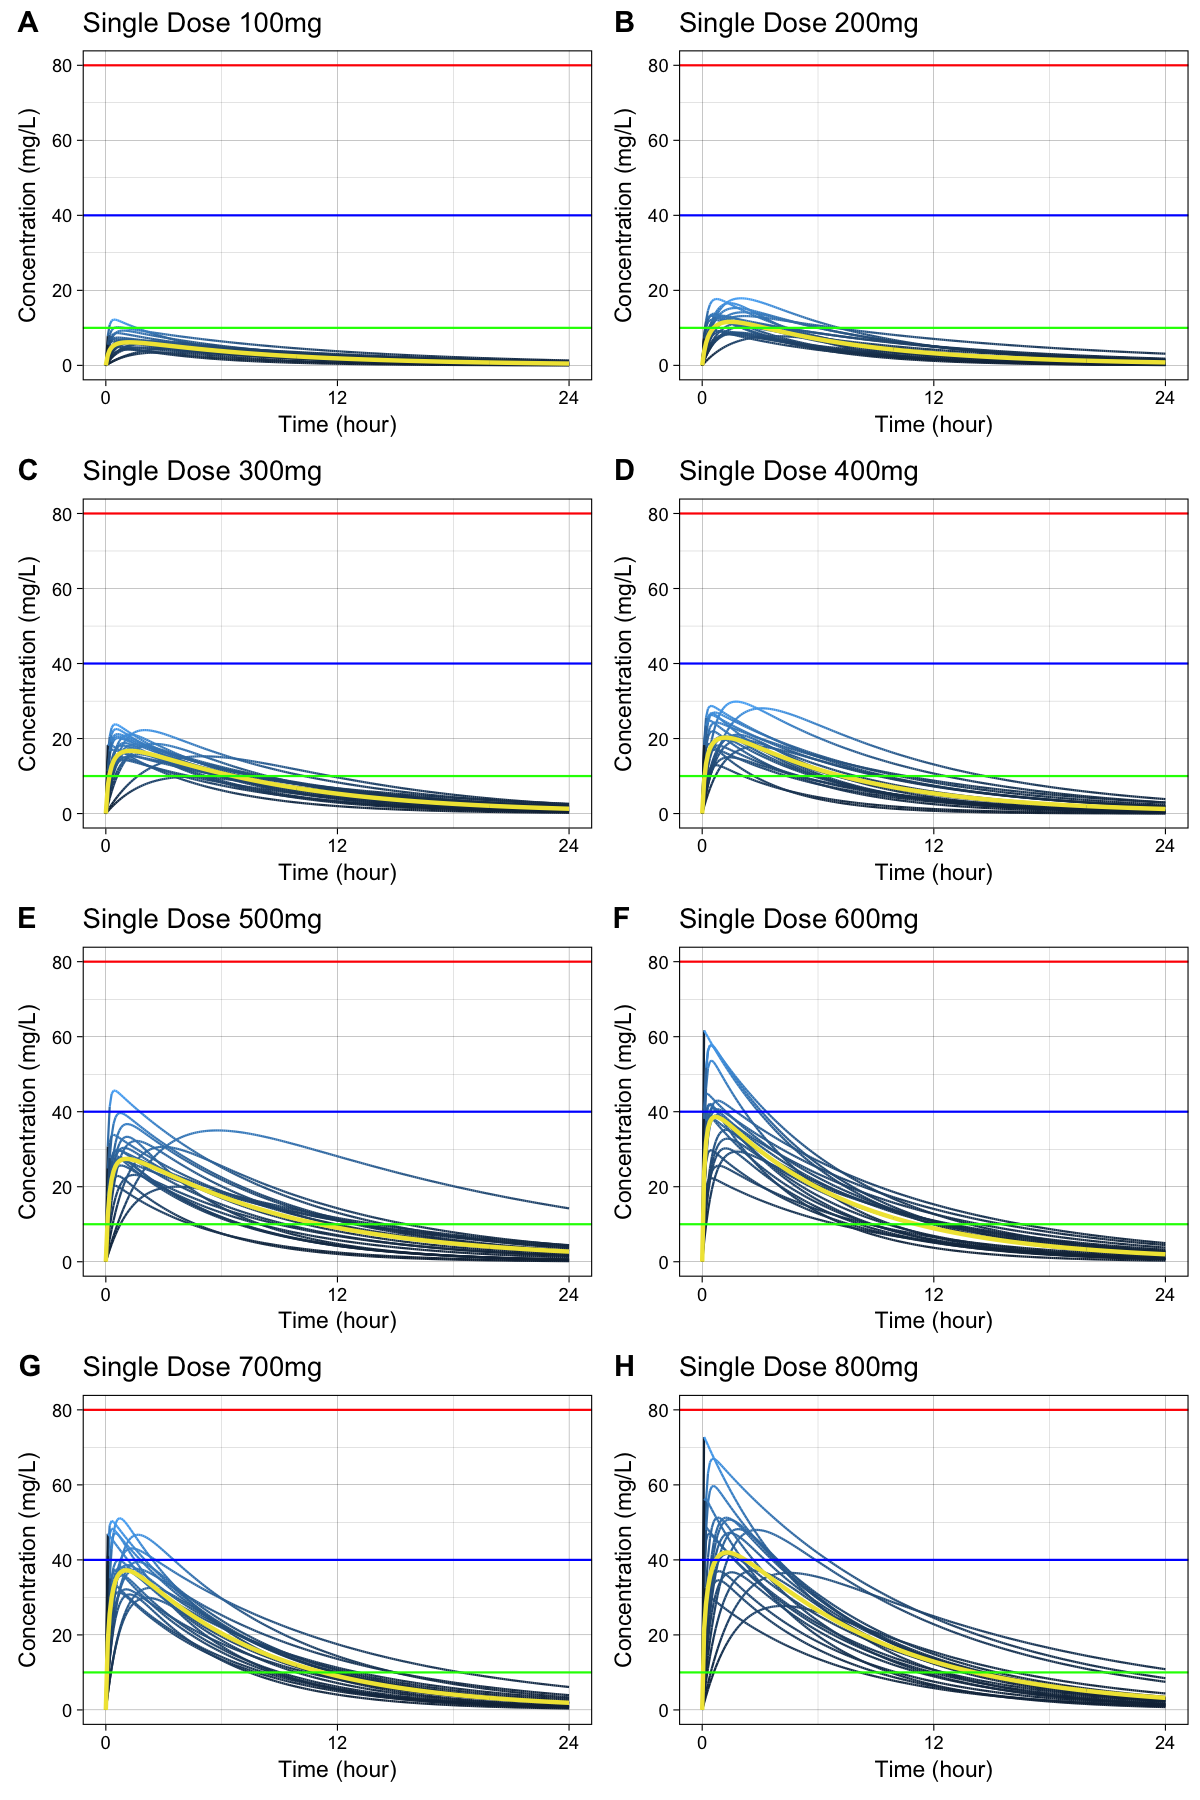 A Single Dose 100mg
Concentration (mg/L)
80
60
40
20
0
0 12 24
Time (hour)
B Single Dose 200mg
Concentration (mg/L)
80
60
40
20
0
0 12 24
Time (hour)
C Single Dose 300mg
Concentration (mg/L)
80
60
40
20
0
0 12 24
Time (hour)
D Single Dose 400mg
Concentration (mg/L)
80
60
40
20
0
0 12 24
Time (hour)
E Single Dose 500mg
Concentration (mg/L)
80
60
40
20
0
0 12 24
Time (hour)
F Single Dose 600mg
Concentration (mg/L)
80
60
40
20
0
0 12 24
Time (hour)
G Single Dose 700mg
Concentration (mg/L)
80
60
40
20
0
0 12 24
Time (hour)
H Single Dose 800mg
Concentration (mg/L)
80
60
40
20
0
0 12 24
Time (hour)